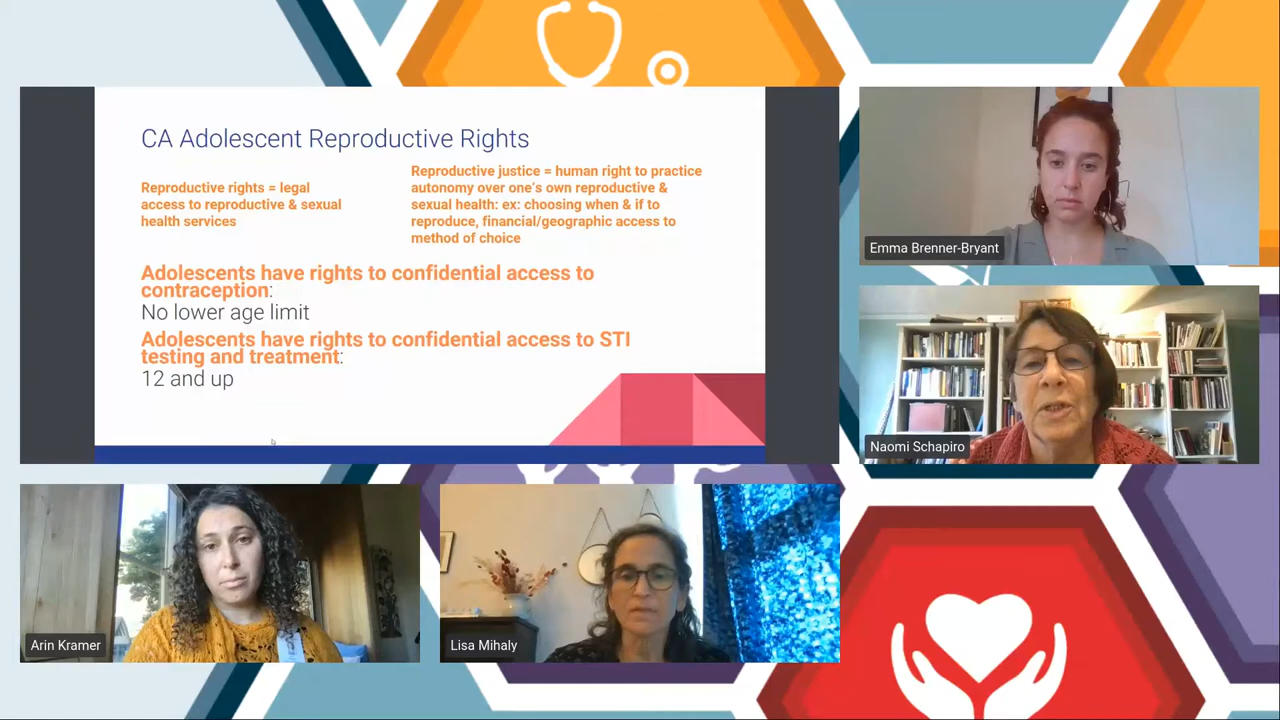 CA Adolescent Reproductive Rights
Reproductive rights = legal
access to reproductive & sexual
health services
Reproductive justice = human right to practice
autonomy over one's own reproductive &
sexual health: ex: choosing when & if to
reproduce, financial/geographic access to
method of choice
Adolescents have rights to confidential access to
contraception:
No lower age limit
Adolescents have rights to confidential access to STI
testing and treatment:
12 and up
Emma Brenner-Bryant
Naomi Schapiro
Arin Kramer
Lisa Mihaly